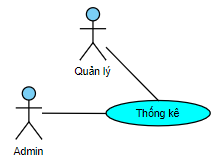 Quản lý
Thống kê
Admin